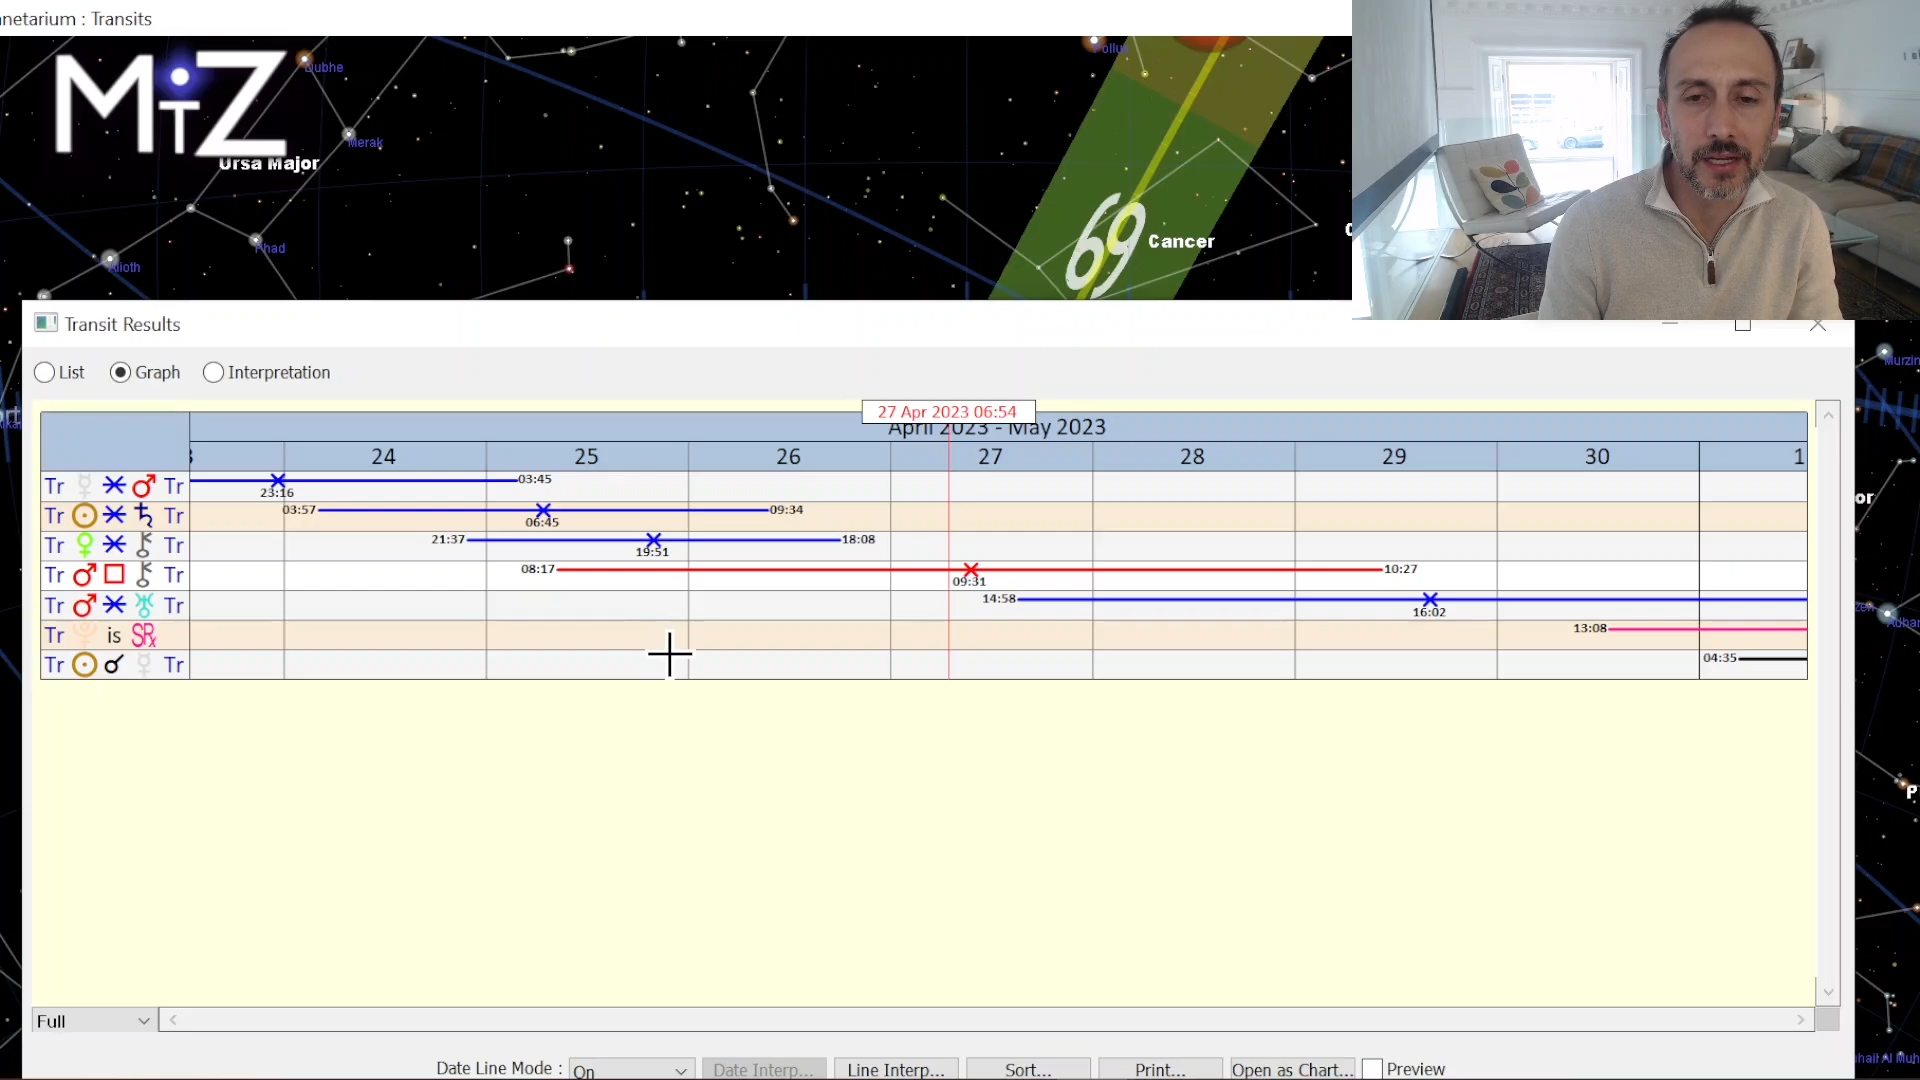 anetarium : Transits
MTZ
Dubhe
Pollux
Merak
Ursa Major
Phad
Cancer
Alioth
Transit Results
List Graph Interpretation
Murzim
27 Apr 2023 06:54
April 2023 - May 2023
24 25 26 27 28 29 30 1
Tr Tr 23:16 03:45
Tr Tr 03:57 06:45 09:34
Tr Tr 21:37 19:51 18:08
Tr Tr 08:17 09:31 10:27
Tr Tr 14:58 16:02
Tr is SRx 13:08
Tr Tr 04:35
Full
Date Line Mode : On Date Interp... Line Interp... Sort... Print... Open as Chart... Preview